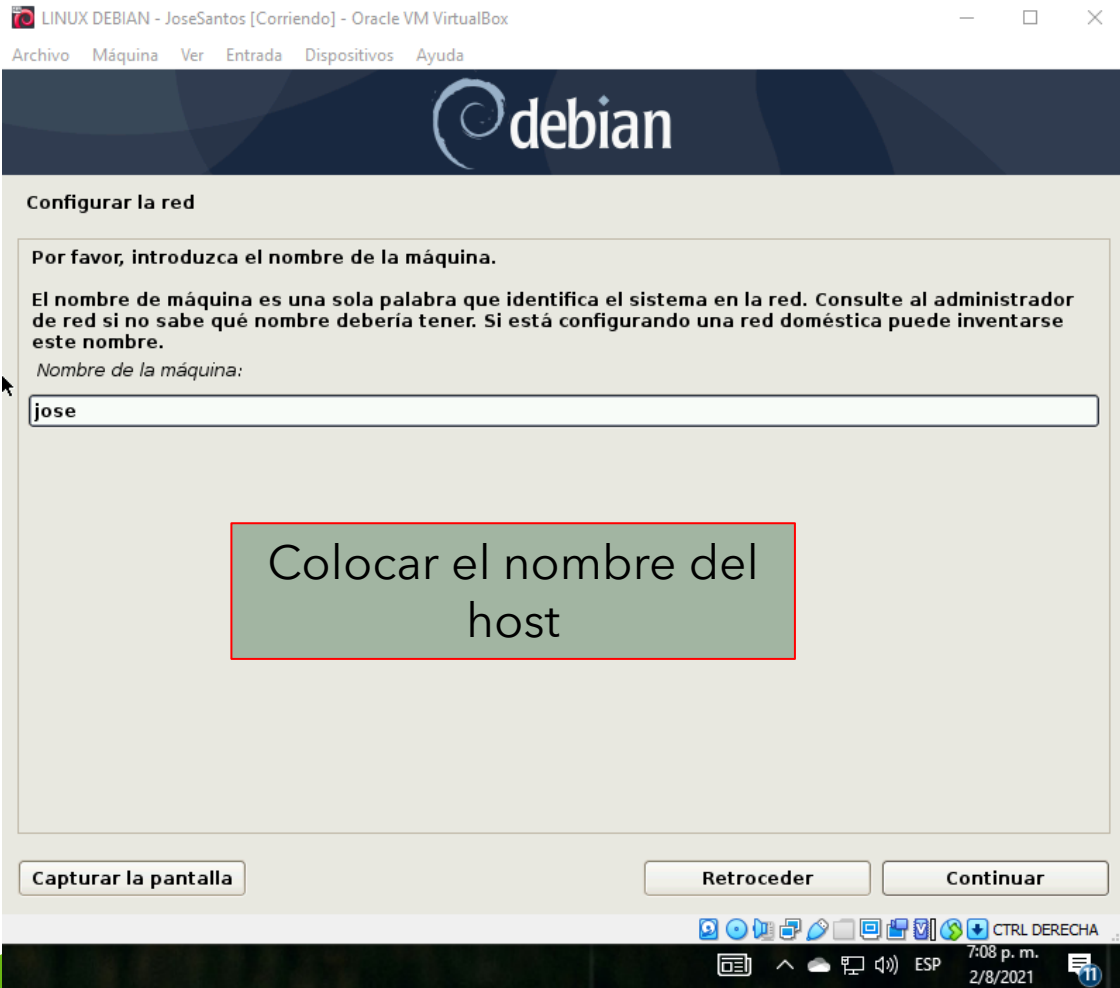 LINUX DEBIAN - JoseSantos [Corriendo] - Oracle VM VirtualBox
Archivo Máquina Ver Entrada Dispositivos Ayuda
debian
Configurar la red
Por favor, introduzca el nombre de la máquina.
El nombre de máquina es una sola palabra que identifica el sistema en la red. Consulte al administrador
de red si no sabe qué nombre debería tener. Si está configurando una red doméstica puede inventarse
este nombre.
Nombre de la máquina:
jose
Colocar el nombre del
host
Capturar la pantalla Retroceder Continuar
CTRL DERECHA
ESP 7:08 p. m.
2/8/2021 11